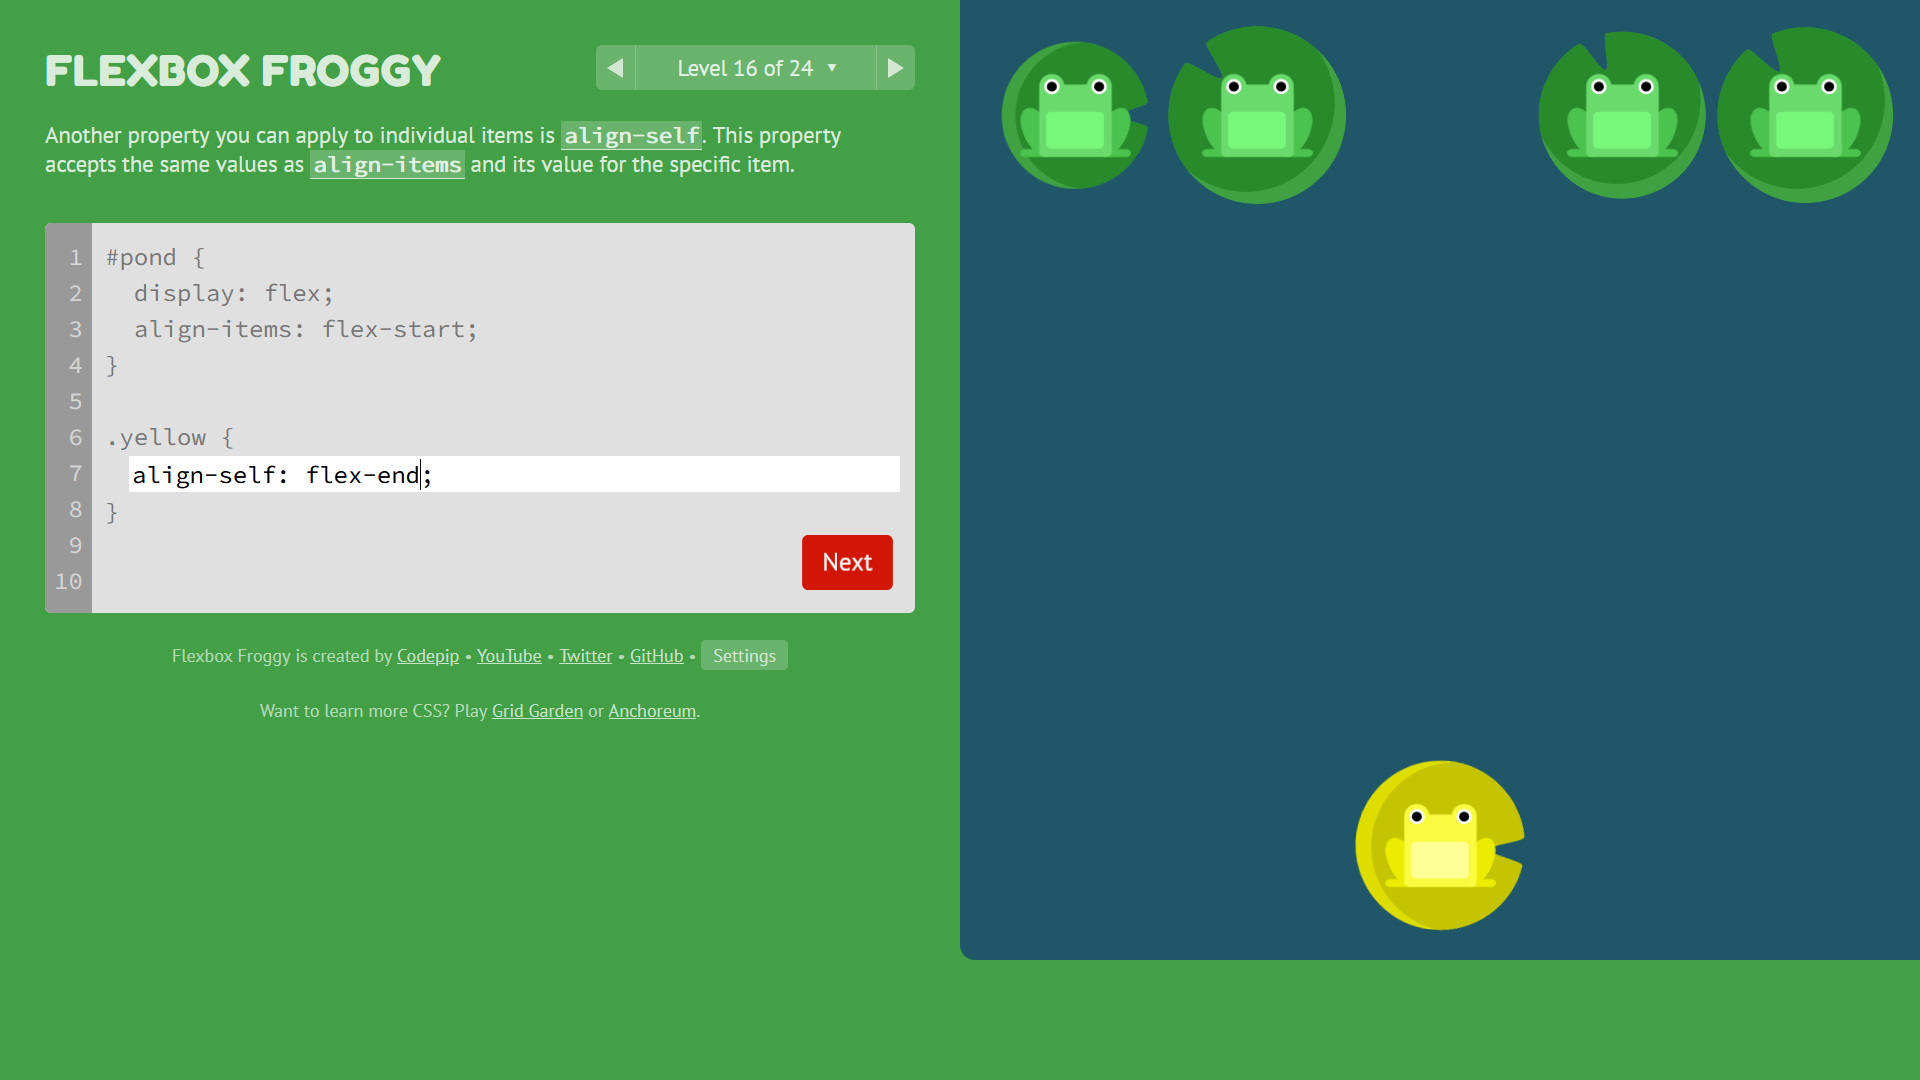 FLEXBOX FROGGY
Level 16 of 24 ▼
Another property you can apply to individual items is align-self. This property
accepts the same values as align-items and its value for the specific item.
1 #pond {
2 display: flex;
3 align-items: flex-start;
4 }
5
6 .yellow {
7 align-self: flex-end;
8 }
9
10
Next
Flexbox Froggy is created by Codepip • YouTube • Twitter • GitHub • Settings
Want to learn more CSS? Play Grid Garden or Anchoreum.